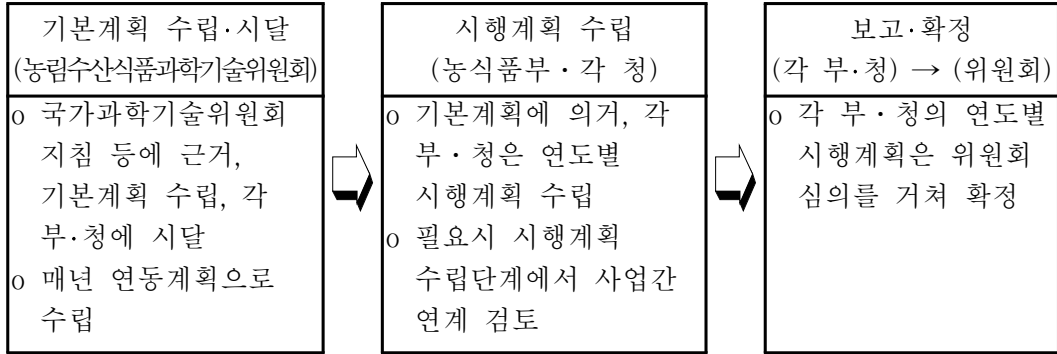 기본계획 수립·시달
(농림수산식품과학기술위원회)
o 국가과학기술위원회
지침 등에 근거,
기본계획 수립, 각
부·청에 시달
o 매년 연동계획으로
수립
시행계획 수립
(농식품부·각 청)
o 기본계획에 의거, 각
부·청은 연도별
시행계획 수립
o 필요시 시행계획
수립단계에서 사업간
연계 검토
보고·확정
(각 부·청) → (위원회)
o 각 부·청의 연도별
시행계획은 위원회
심의를 거쳐 확정